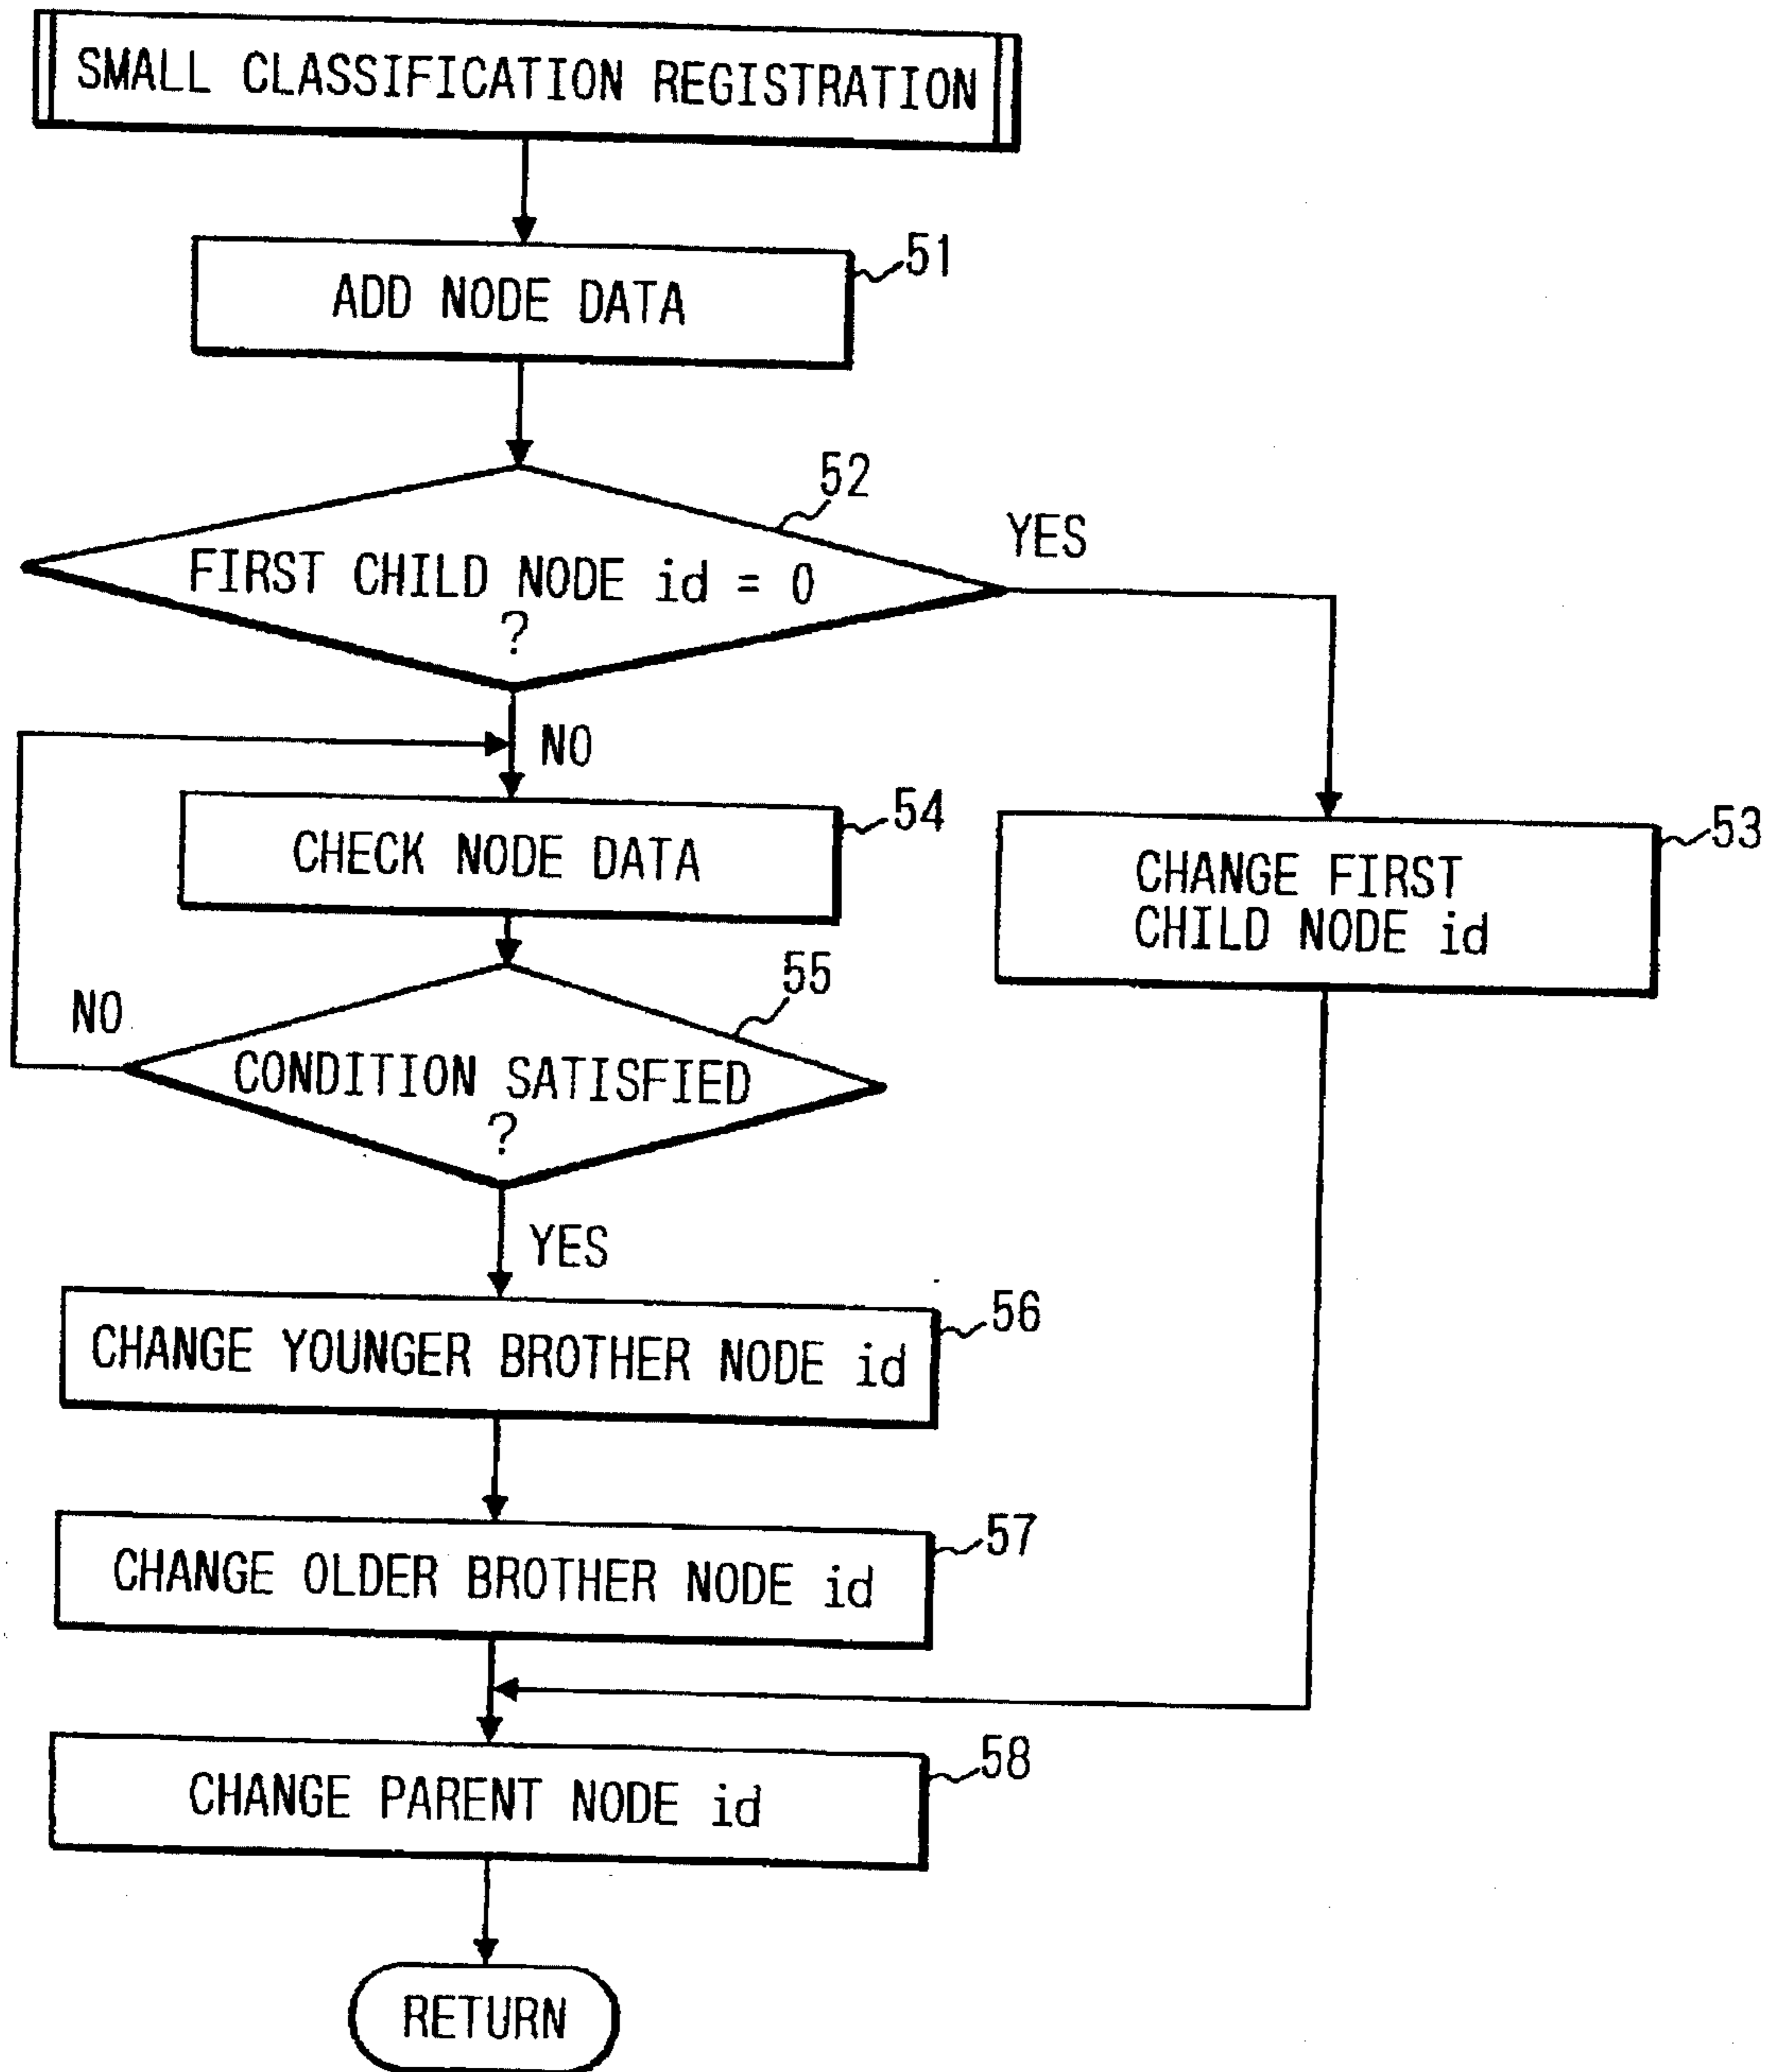 SMALL CLASSIFICATION REGISTRATION
51
ADD NODE DATA
52
YES
FIRST CHILD NODE id = 0
?
NO
54
CHECK NODE DATA
53
CHANGE FIRST
CHILD NODE id
55
NO
CONDITION SATISFIED
?
YES
56
CHANGE YOUNGER BROTHER NODE id
57
CHANGE OLDER BROTHER NODE id
58
CHANGE PARENT NODE id
RETURN